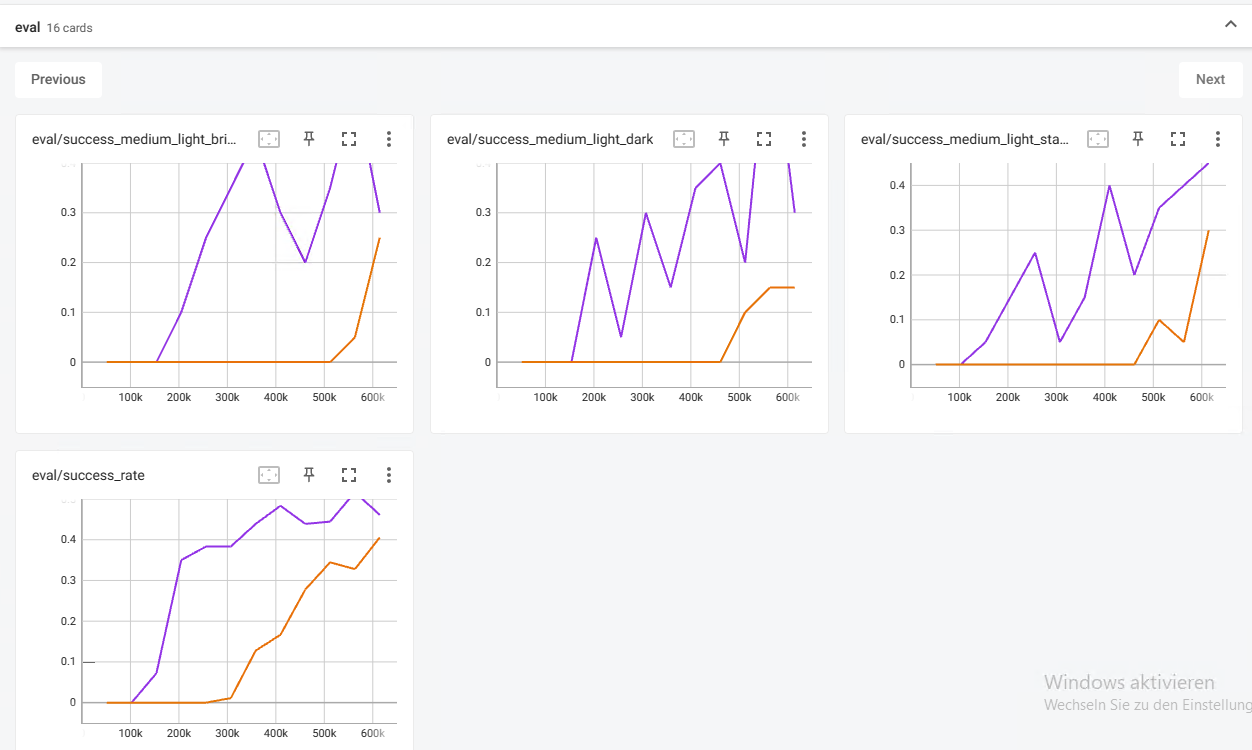 eval 16 cards
Previous
Next
eval/success_medium_light_bri...
0.3
0.2
0.1
0
100k 200k 300k 400k 500k 600k
eval/success_medium_light_dark
0.3
0.2
0.1
0
100k 200k 300k 400k 500k 600k
eval/success_medium_light_sta...
0.4
0.3
0.2
0.1
0
100k 200k 300k 400k 500k 600k
eval/success_rate
0.4
0.3
0.2
0.1
0
100k 200k 300k 400k 500k 600k
Windows aktivieren
Wechseln Sie zu den Einstellung